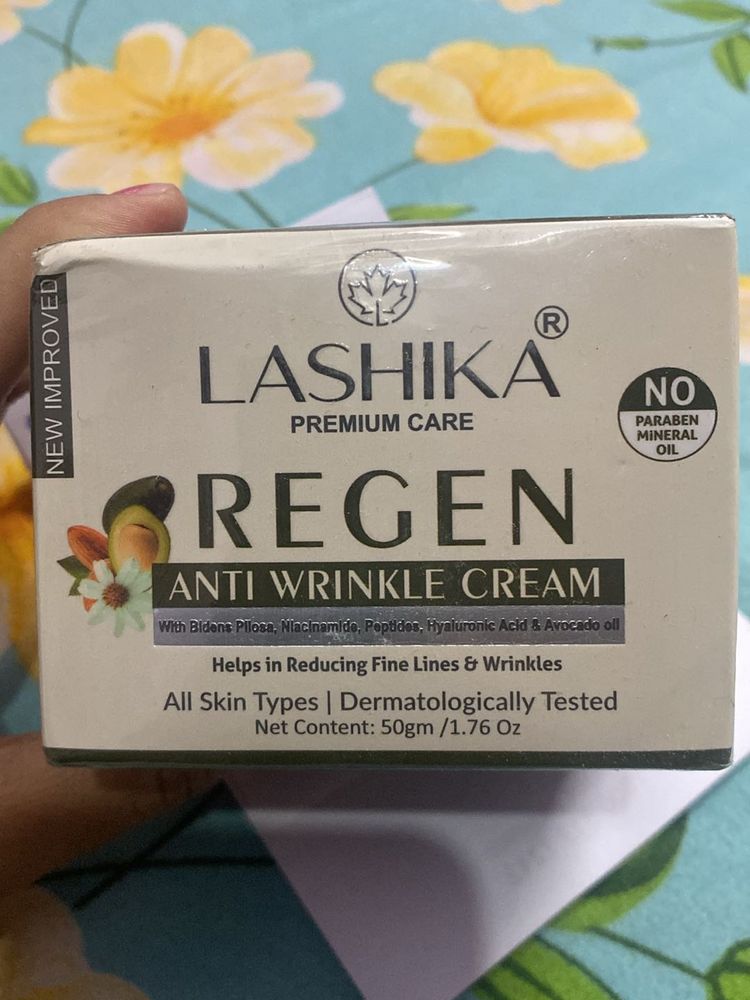 NEW IMPROVED
LASHIKA®
PREMIUM CARE
NO
PARABEN
MINERAL
OIL
REGEN
ANTI WRINKLE CREAM
With Bidens Pilosa, Niacinamide, Peptides, Hyaluronic Acid & Avocado oil
Helps in Reducing Fine Lines & Wrinkles
All Skin Types | Dermatologically Tested
Net Content: 50gm /1.76 Oz